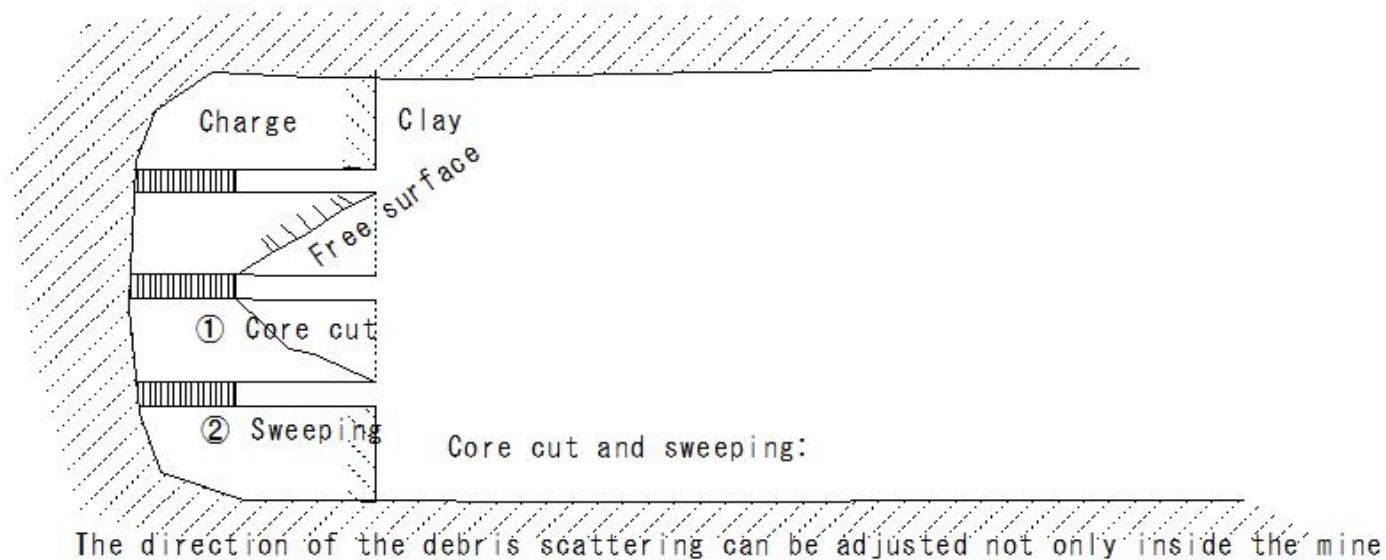 Charge
Clay
Free surface
① Core cut
② Sweeping
Core cut and sweeping:
The direction of the debris scattering can be adjusted not only inside the mine